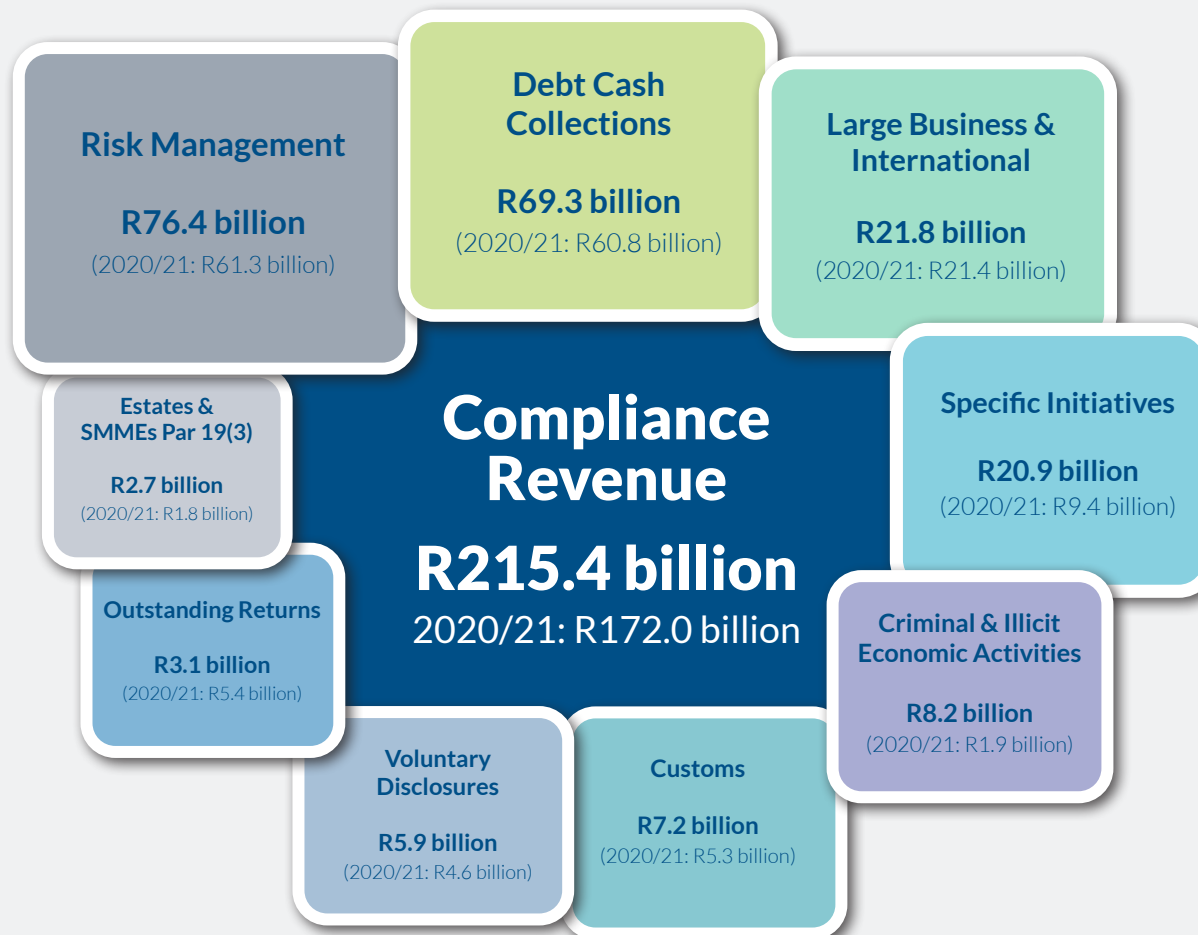 Risk Management
R76.4 billion
(2020/21: R61.3 billion)
Debt Cash
Collections
R69.3 billion
(2020/21: R60.8 billion)
Large Business &
International
R21.8 billion
(2020/21: R21.4 billion)
Specific Initiatives
R20.9 billion
(2020/21: R9.4 billion)
Criminal & Illicit
Economic Activities
R8.2 billion
(2020/21: R1.9 billion)
Customs
R7.2 billion
(2020/21: R5.3 billion)
Voluntary
Disclosures
R5.9 billion
(2020/21: R4.6 billion)
Outstanding Returns
R3.1 billion
(2020/21: R5.4 billion)
Estates &
SMMEs Par 19(3)
R2.7 billion
(2020/21: R1.8 billion)
Compliance
Revenue
R215.4 billion
2020/21: R172.0 billion